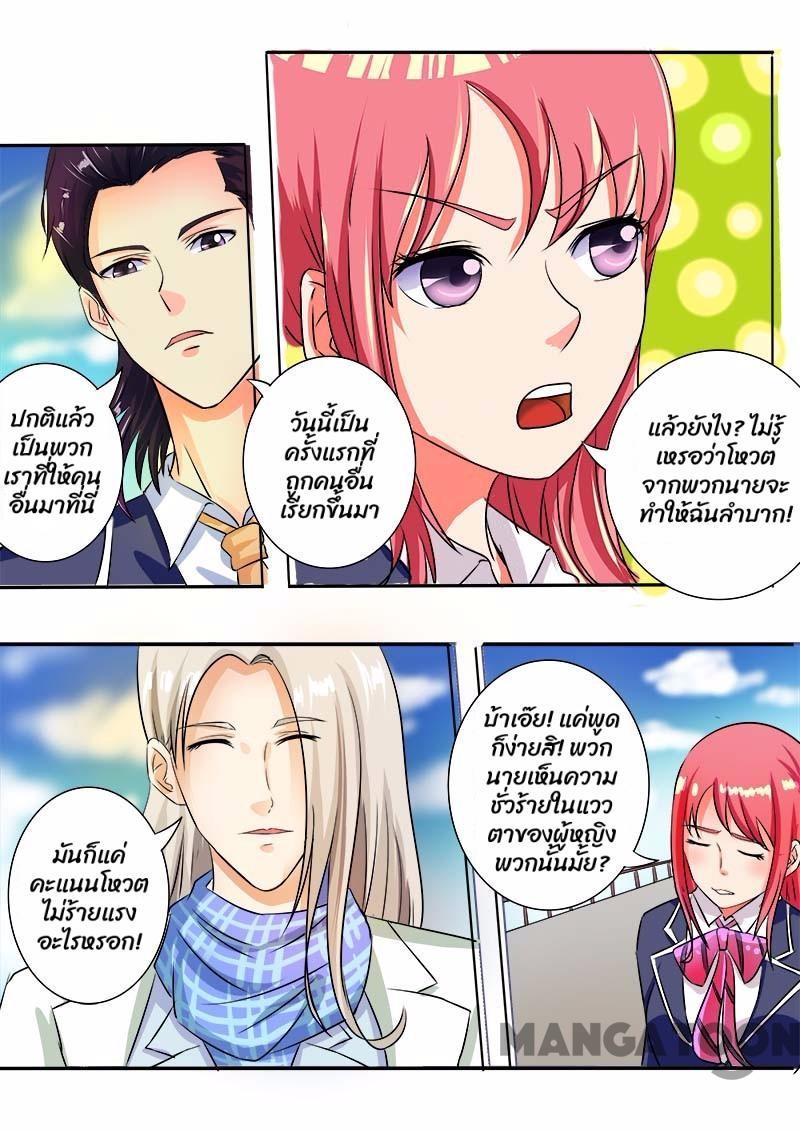 ปกติแล้ว
เป็นพวก
เราที่ให้คน
อื่นมาที่นี่
วันนี้เป็น
ครั้งแรกที่
ถูกคนอื่น
เรียกขึ้นมา
แล้วยังไง? ไม่รู้
เหรอว่าโหวต
จากพวกนายจะ
ทำให้ฉันลำบาก!
มันก็แค่
คะแนนโหวต
ไม่ร้ายแรง
อะไรหรอก!
บ้าเอ๊ย! แค่พูด
ก็ง่ายสิ! พวก
นายเห็นความ
ชั่วร้ายในแวว
ตาของผู้หญิง
พวกนั้นมั้ย?
MANGATOON